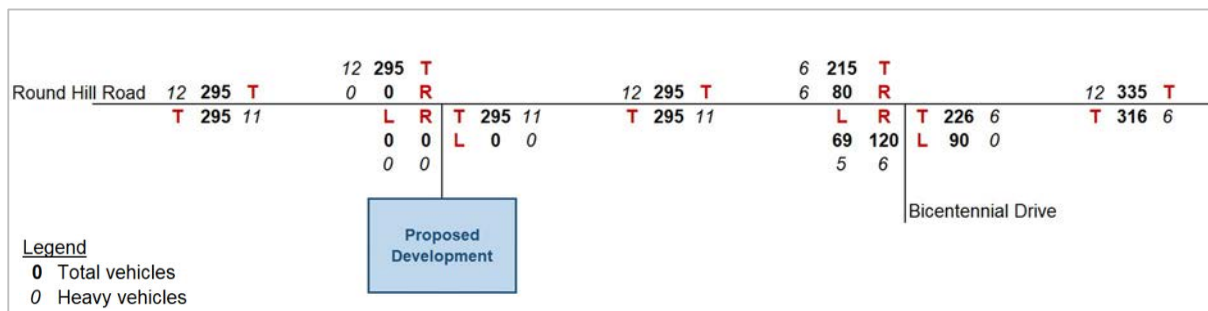 12 295 T
6 215 T
Round Hill Road 12 295 T
0 0 R
12 295 T
6 80 R
12 335 T
T 295 11
L R
T 295 11
T 295 11
L R
T 226 6
T 316 6
0 0
L 0 0
69 120
L 90 0
0 0
5 6
Bicentennial Drive
Proposed
Development
Legend
0 Total vehicles
0 Heavy vehicles